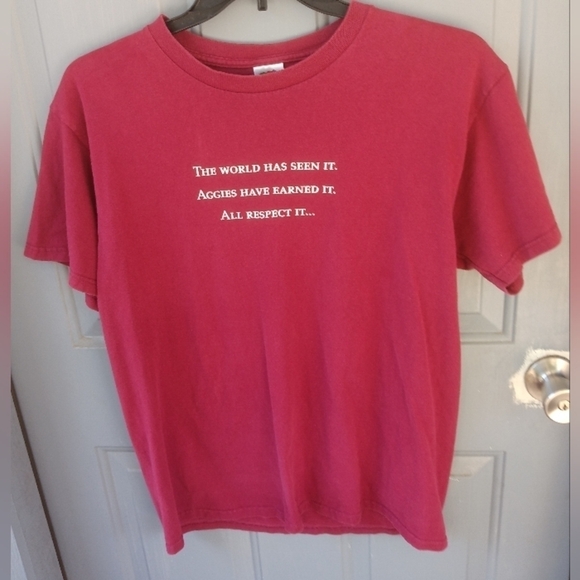 The world has seen it.
Aggies have earned it.
All respect it...